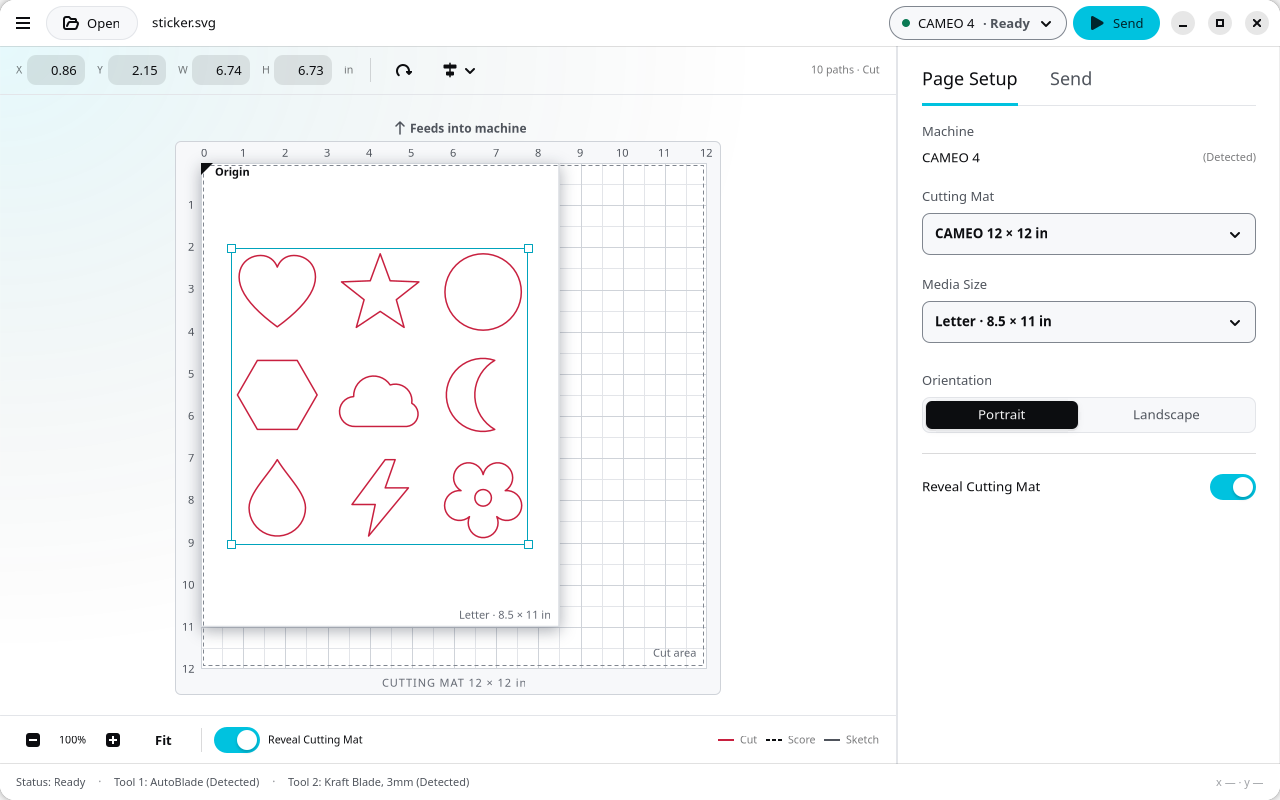 Open
sticker.svg
CAMEO 4 · Ready
Send
X 0.86 Y 2.15 W 6.74 H 6.73 in
10 paths · Cut
Page Setup
Send
Machine
CAMEO 4
(Detected)
Cutting Mat
CAMEO 12 × 12 in
Media Size
Letter · 8.5 × 11 in
Orientation
Portrait
Landscape
Reveal Cutting Mat
↑ Feeds into machine
0 1 2 3 4 5 6 7 8 9 10 11 12
Origin
1
2
3
4
5
6
7
8
9
10
11
12
Letter · 8.5 × 11 in
Cut area
CUTTING MAT 12 × 12 in
100%
Fit
Reveal Cutting Mat
Cut
Score
Sketch
Status: Ready · Tool 1: AutoBlade (Detected) · Tool 2: Kraft Blade, 3mm (Detected)
x — · y —